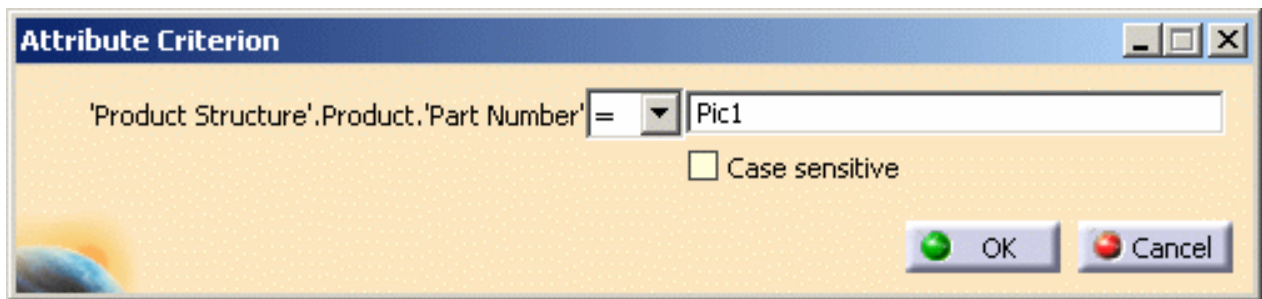 Attribute Criterion
'Product Structure'.Product.'Part Number' = Pic1
Case sensitive
OK Cancel